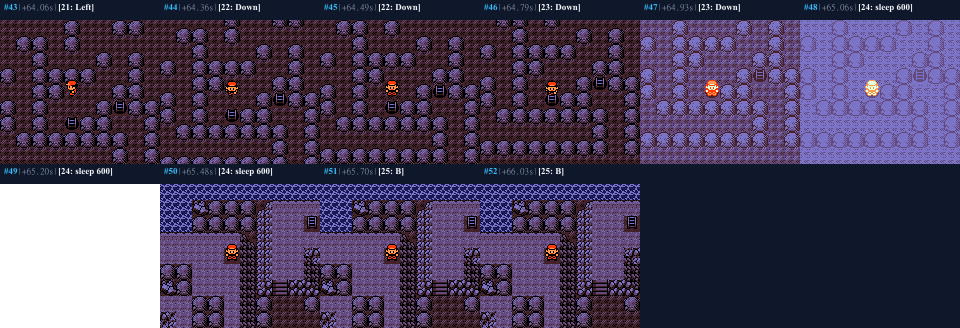 #43|+64.06s| [21: Left]
#44|+64.36s| [22: Down]
#45|+64.49s| [22: Down]
#46|+64.79s| [23: Down]
#47|+64.93s| [23: Down]
#48|+65.06s| [24: sleep 600]
#49|+65.20s| [24: sleep 600]
#50|+65.48s| [24: sleep 600]
#51|+65.70s| [25: B]
#52|+66.03s| [25: B]